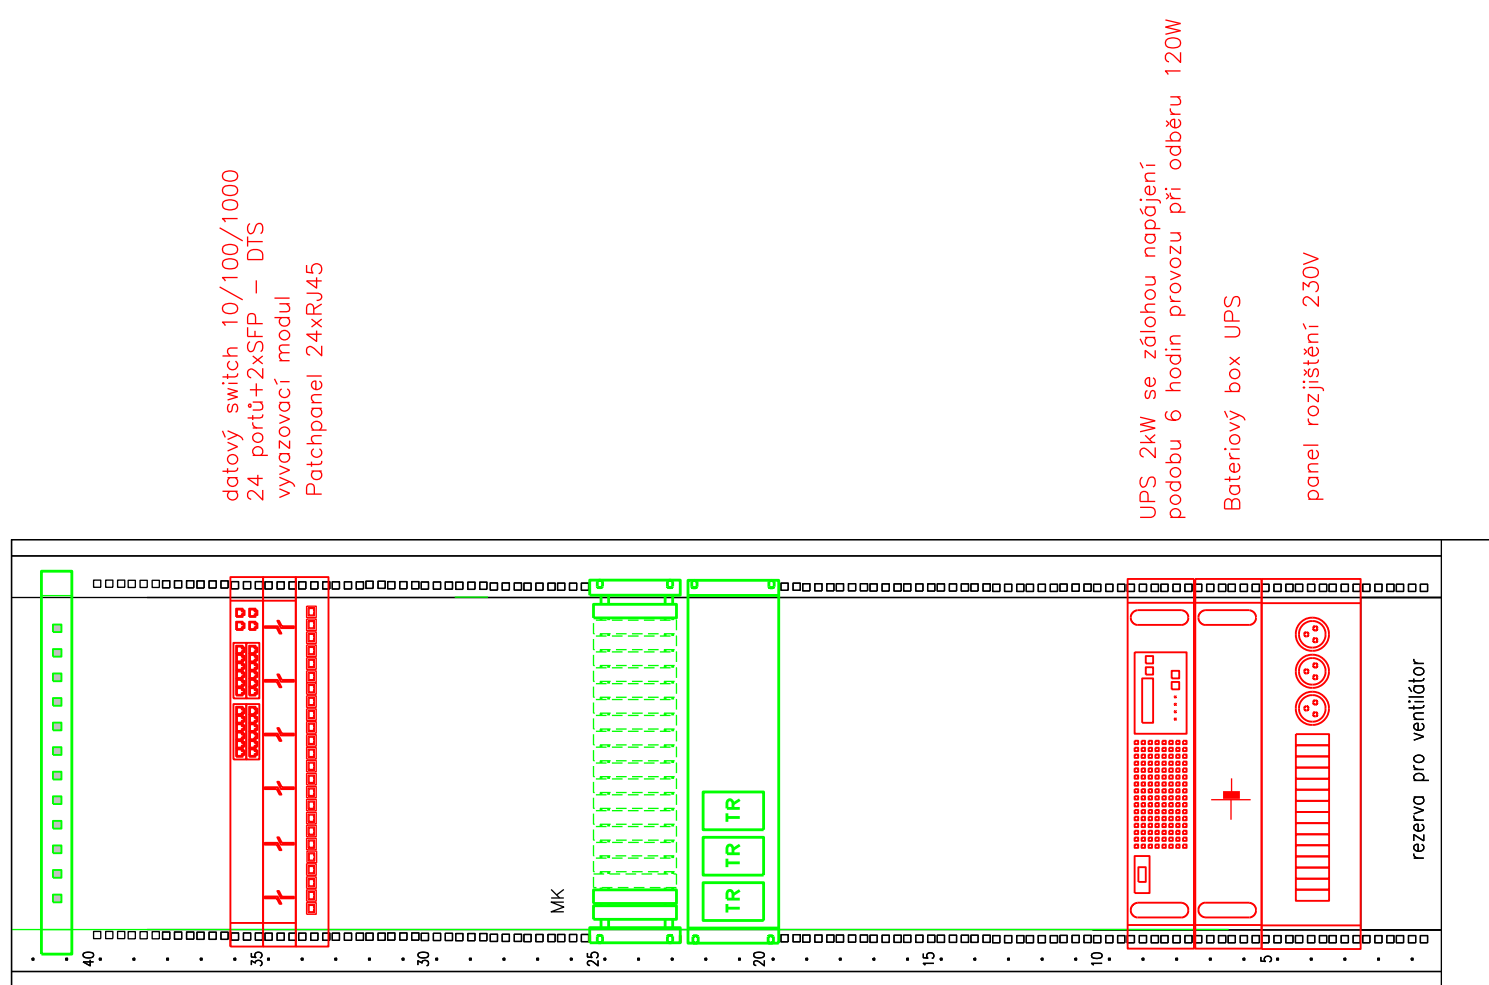 datový switch 10/100/1000
24 portů+2xSFP – DTS
vyvazovací modul
Patchpanel 24xRJ45
UPS 2kW se zálohou napájení
podobu 6 hodin provozu při odběru 120W
Bateriový box UPS
panel rozjištění 230V
MK
TR
TR
TR
rezerva pro ventilátor
40
35
30
25
20
15
10
5